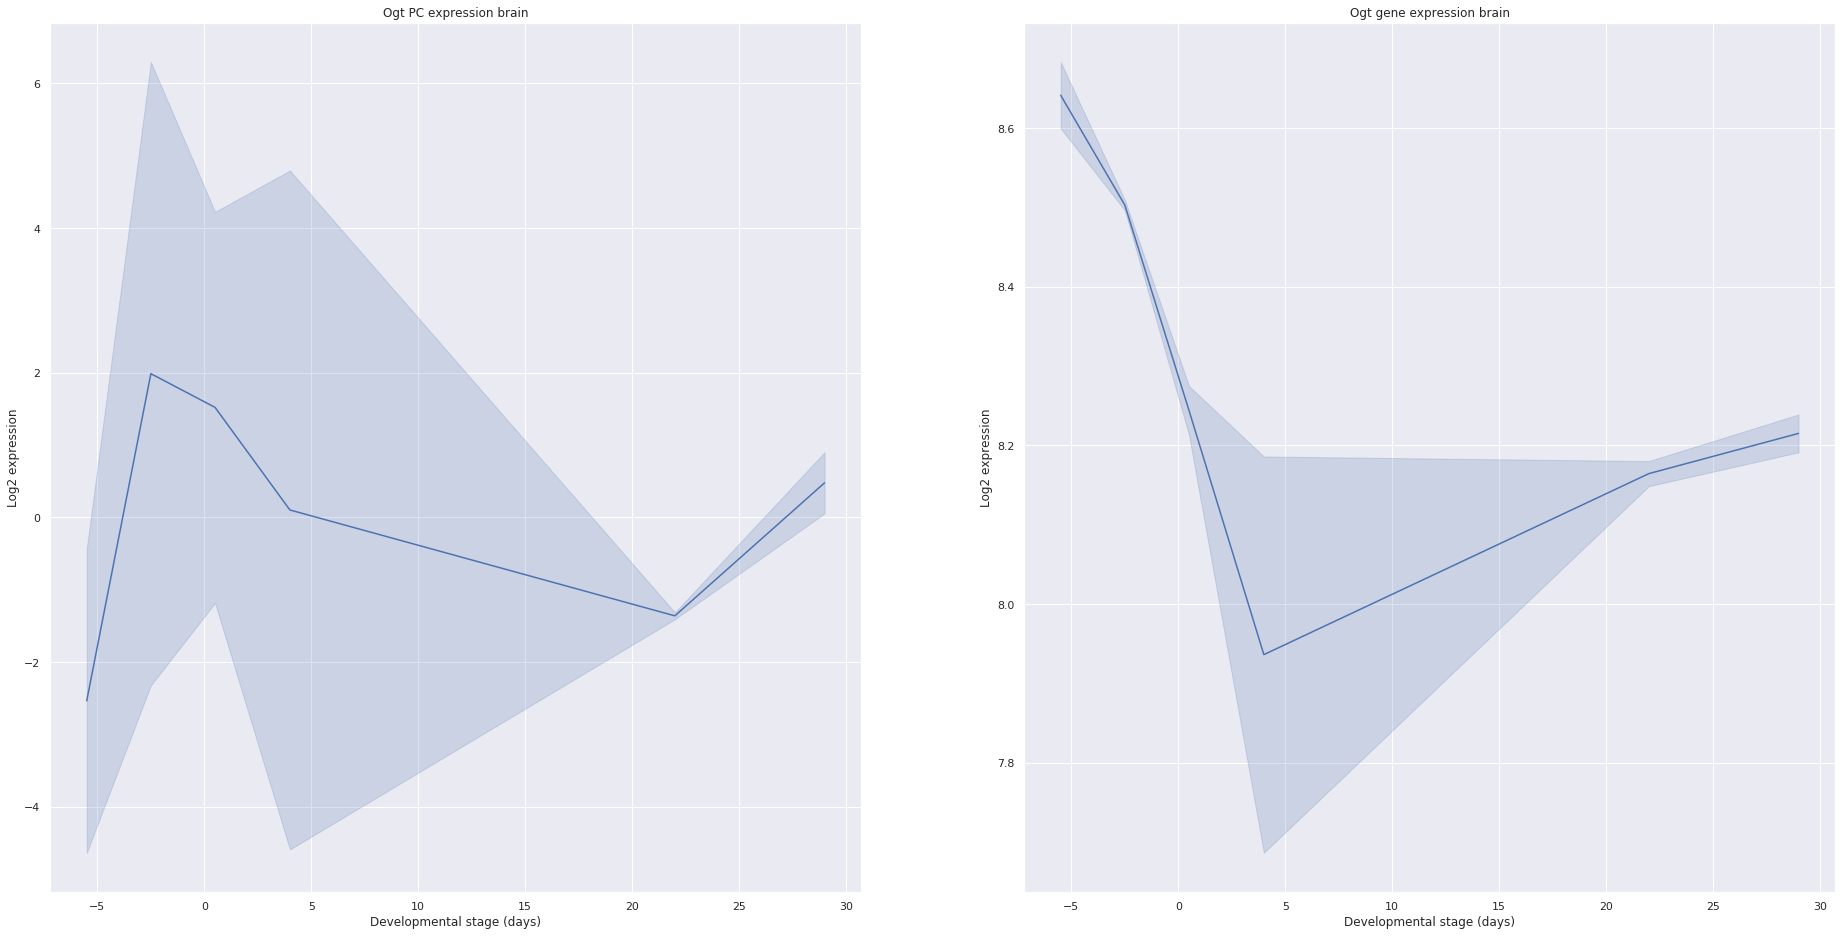 Ogt PC expression brain
Log2 expression
6
4
2
0
−2
−4
−5 0 5 10 15 20 25 30
Developmental stage (days)
Ogt gene expression brain
Log2 expression
8.6
8.4
8.2
8.0
7.8
−5 0 5 10 15 20 25 30
Developmental stage (days)